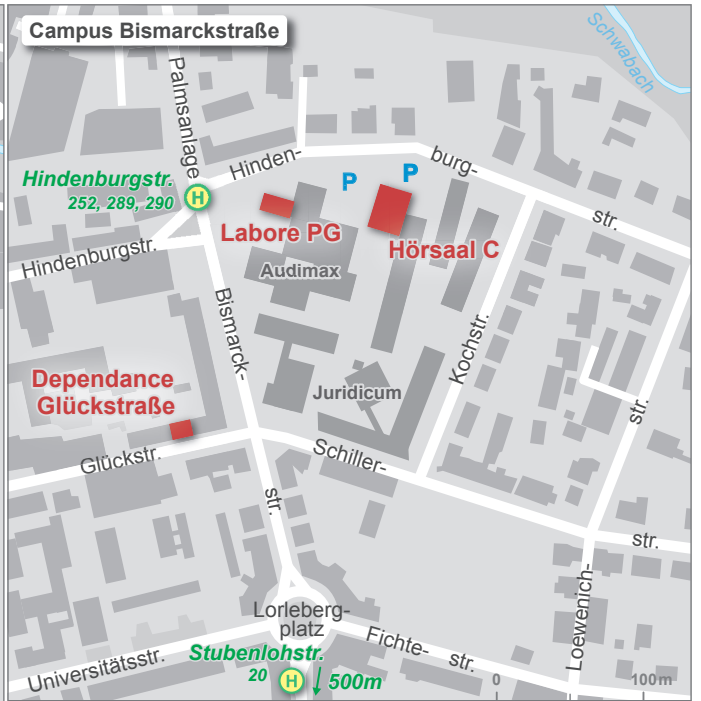 Campus Bismarckstraße
Schwabach
Palmsanlage
Hinden-
burg-
str.
P
P
Hindenburgstr.
252, 289, 290
H
Labore PG
Hörsaal C
Audimax
Hindenburgstr.
Bismarck-
str.
Kochstr.
Dependance
Glückstraße
Juridicum
Glückstr.
Schiller-
str.
str.
Loewenich-
Lorleberg-
platz
Fichte-
str.
Universitätsstr.
Stubenlohstr.
20
H
500m
0
100m